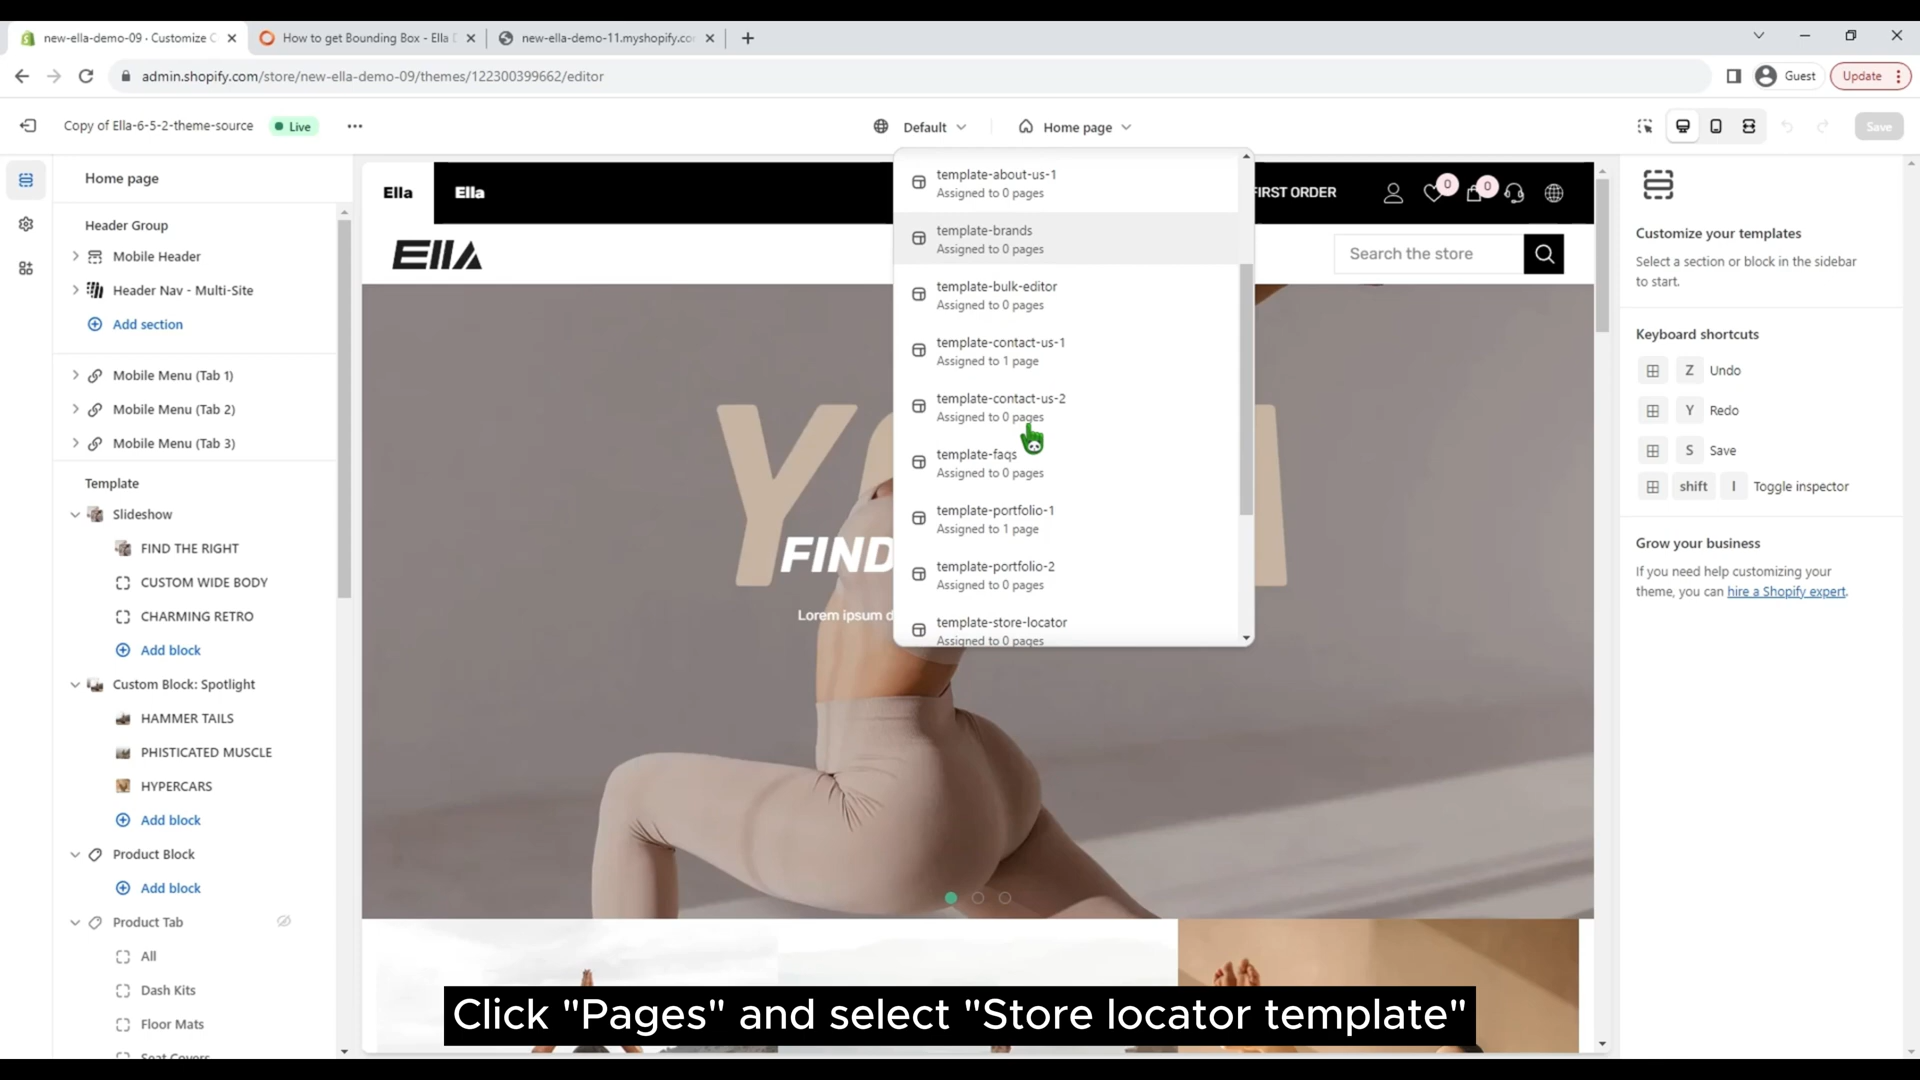 new-ella-demo-09 · Customize C
How to get Bounding Box - Ella D
new-ella-demo-11.myshopify.co
admin.shopify.com/store/new-ella-demo-09/themes/122300399662/editor
Guest
Update
Copy of Ella-6-5-2-theme-source
Live
Default
Home page
Save
Home page
Header Group
Mobile Header
Header Nav - Multi-Site
Add section
Mobile Menu (Tab 1)
Mobile Menu (Tab 2)
Mobile Menu (Tab 3)
Template
Slideshow
FIND THE RIGHT
CUSTOM WIDE BODY
CHARMING RETRO
Add block
Custom Block: Spotlight
HAMMER TAILS
PHISTICATED MUSCLE
HYPERCARS
Add block
Product Block
Add block
Product Tab
All
Dash Kits
Floor Mats
Seat Covers
Ella
Ella
FIRST ORDER
0
0
Ella
Search the store
FIND
Lorem ipsum d
template-about-us-1
Assigned to 0 pages
template-brands
Assigned to 0 pages
template-bulk-editor
Assigned to 0 pages
template-contact-us-1
Assigned to 1 page
template-contact-us-2
Assigned to 0 pages
template-faqs
Assigned to 0 pages
template-portfolio-1
Assigned to 1 page
template-portfolio-2
Assigned to 0 pages
template-store-locator
Assigned to 0 pages
Customize your templates
Select a section or block in the sidebar
to start.
Keyboard shortcuts
Z Undo
Y Redo
S Save
shift I Toggle inspector
Grow your business
If you need help customizing your
theme, you can hire a Shopify expert.
Click "Pages" and select "Store locator template"